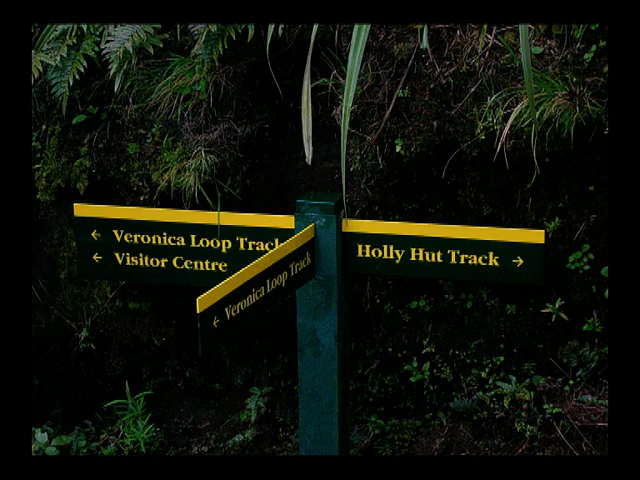 ← Veronica Loop Track
← Visitor Centre
← Veronica Loop Track
Holly Hut Track →